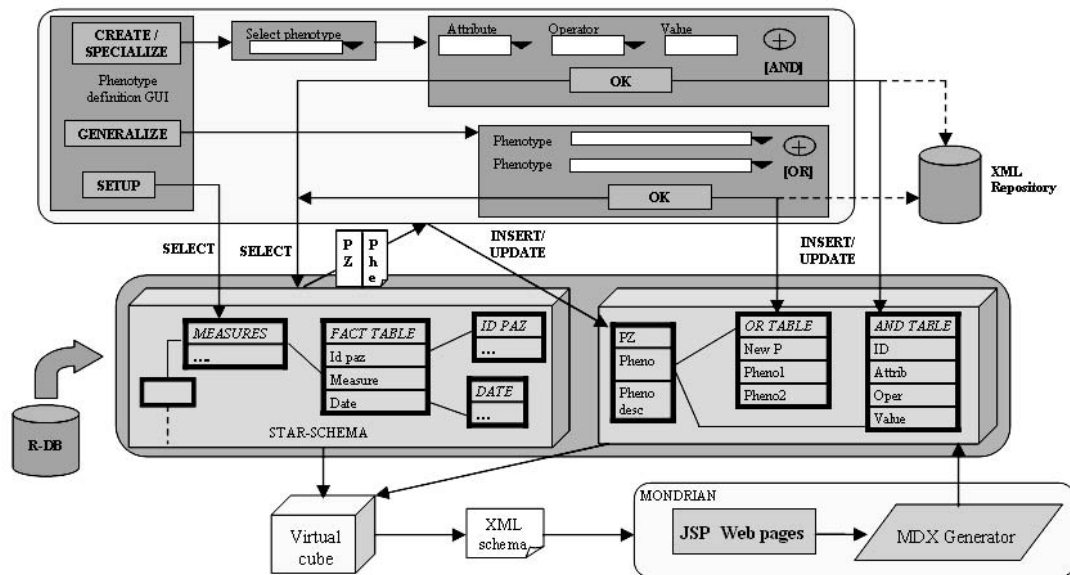 CREATE /
SPECIALIZE
Phenotype
definition GUI
GENERALIZE
SETUP
Select phenotype
Attribute
Operator
Value
[AND]
OK
Phenotype
Phenotype
[OR]
OK
XML
Repository
SELECT
SELECT
P
Z
P
h
e
INSERT/
UPDATE
INSERT/
UPDATE
MEASURES
...
FACT TABLE
Id paz
Measure
Date
ID PAZ
...
DATE
...
STAR-SCHEMA
PZ
Pheno
Pheno
desc
OR TABLE
New P
Pheno1
Pheno2
AND TABLE
ID
Attrib
Oper
Value
R-DB
Virtual
cube
XML
schema
MONDRIAN
JSP Web pages
MDX Generator